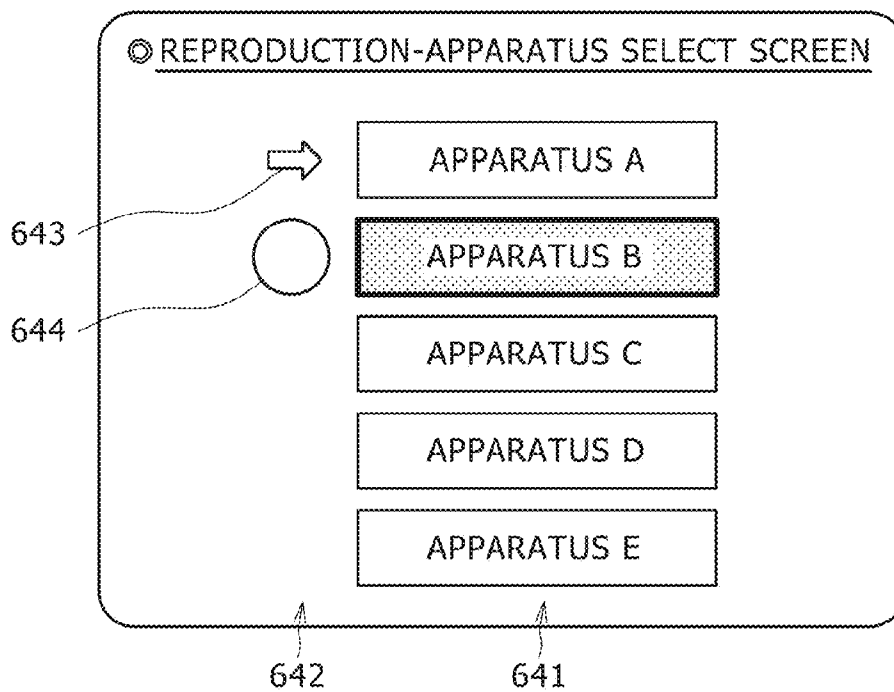 ◎ REPRODUCTION-APPARATUS SELECT SCREEN
APPARATUS A
643
APPARATUS B
644
APPARATUS C
APPARATUS D
APPARATUS E
642 641